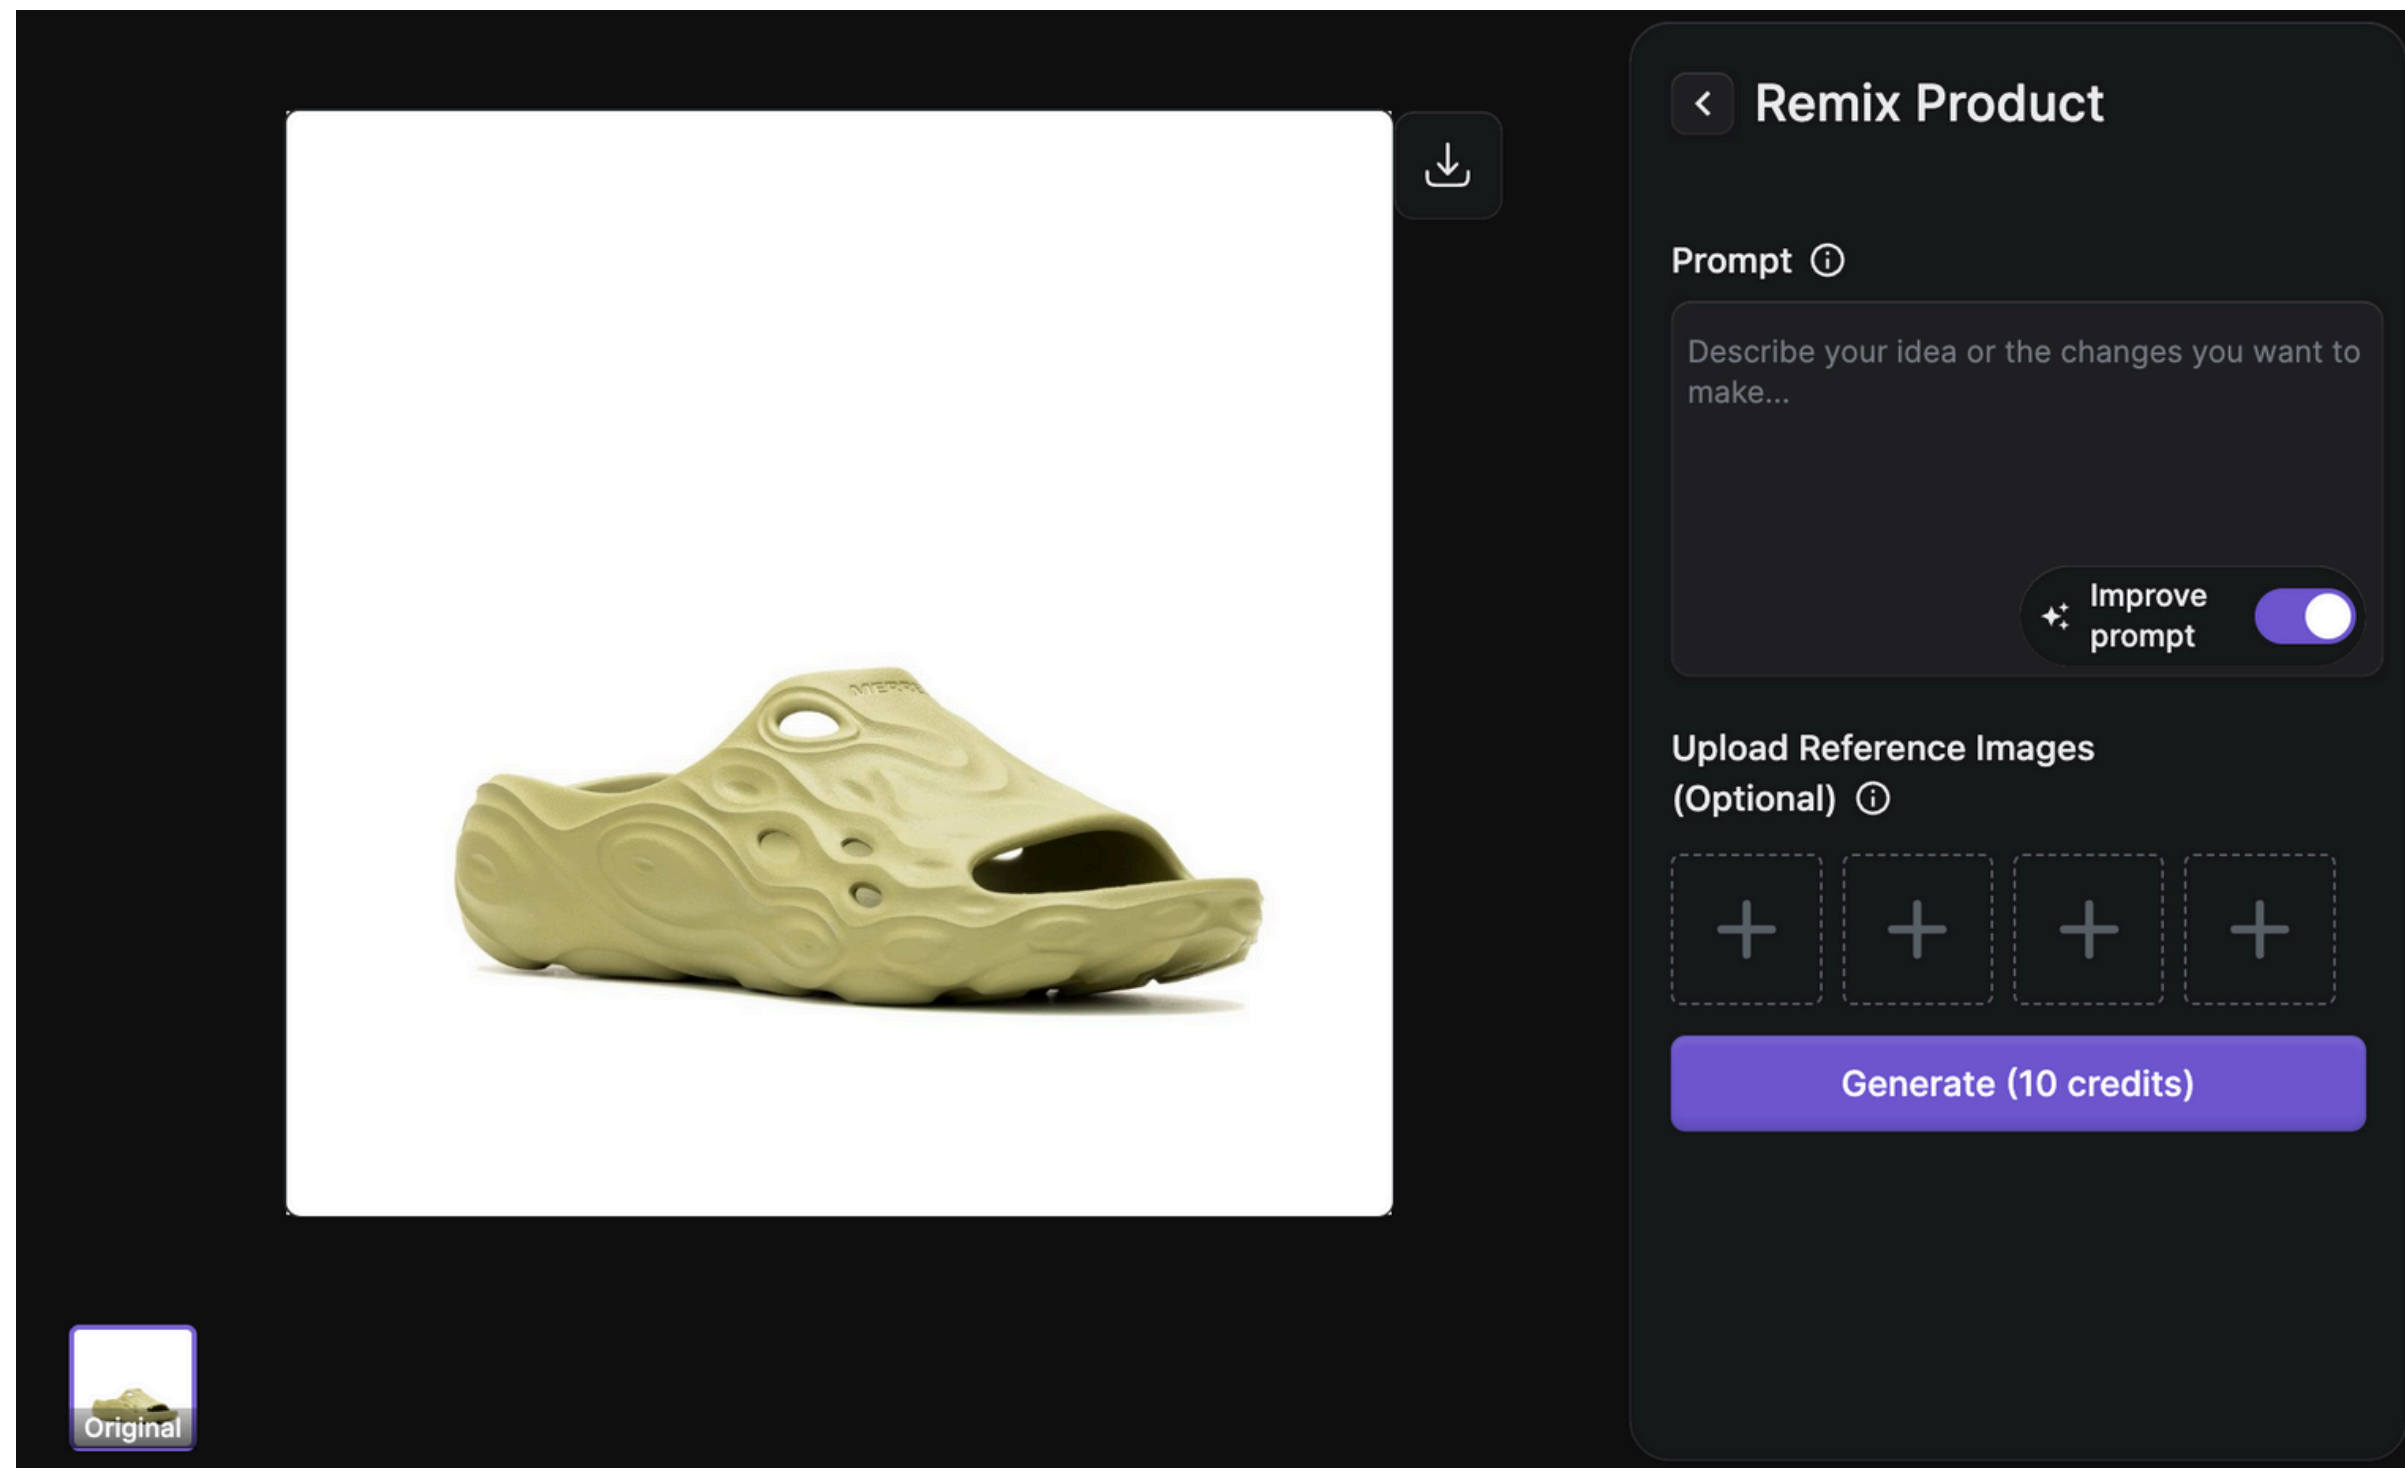 Remix Product
Prompt
Describe your idea or the changes you want to
make...
Improve
prompt
Upload Reference Images
(Optional)
Generate (10 credits)
Original